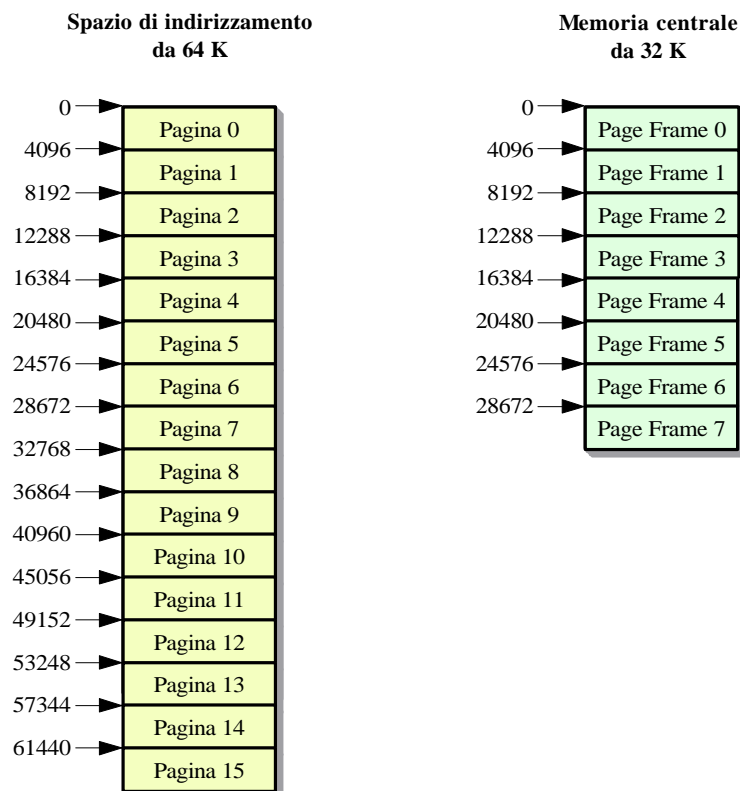 Spazio di indirizzamento
da 64 K
0
Pagina 0
4096
Pagina 1
8192
Pagina 2
12288
Pagina 3
16384
Pagina 4
20480
Pagina 5
24576
Pagina 6
28672
Pagina 7
32768
Pagina 8
36864
Pagina 9
40960
Pagina 10
45056
Pagina 11
49152
Pagina 12
53248
Pagina 13
57344
Pagina 14
61440
Pagina 15
Memoria centrale
da 32 K
0
Page Frame 0
4096
Page Frame 1
8192
Page Frame 2
12288
Page Frame 3
16384
Page Frame 4
20480
Page Frame 5
24576
Page Frame 6
28672
Page Frame 7